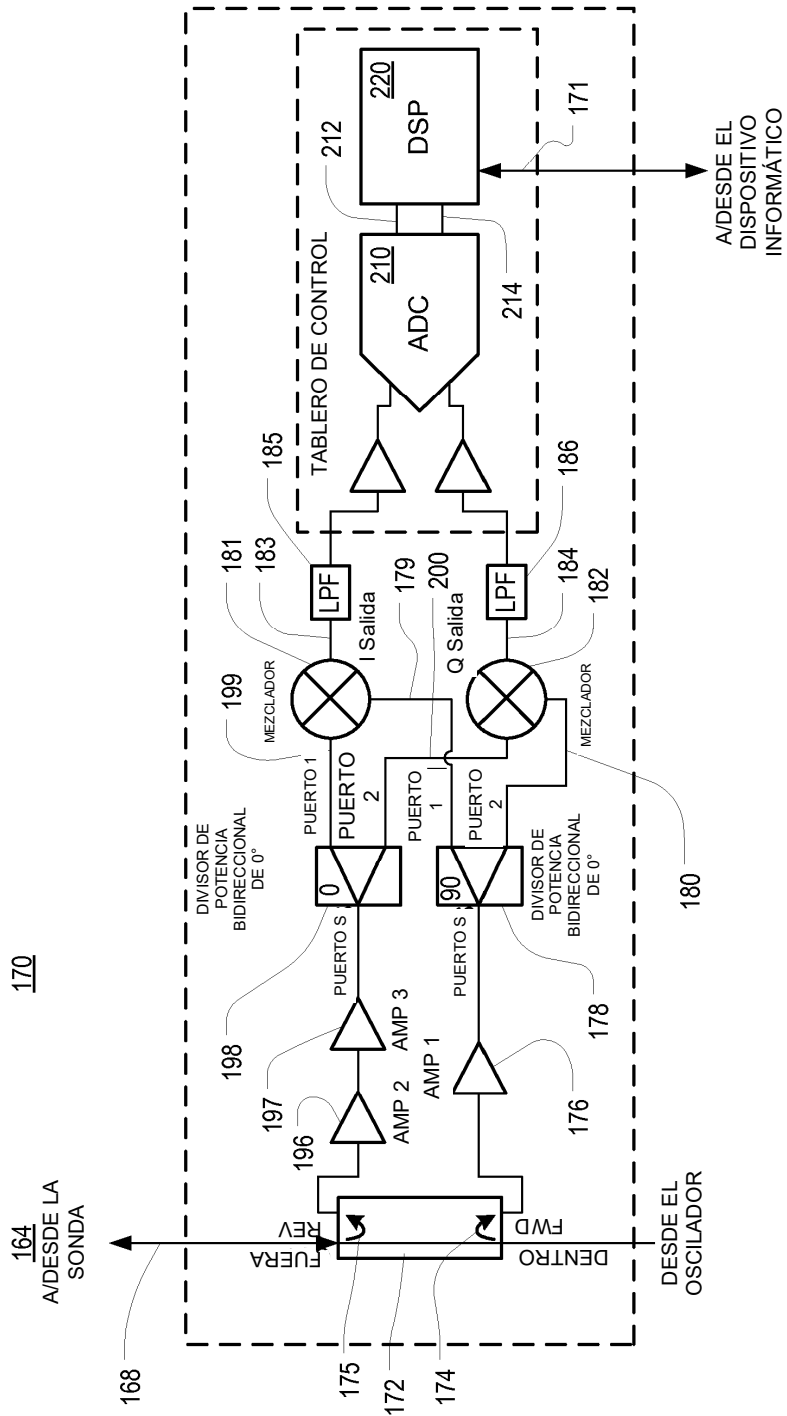 170
164
A/DESDE LA
SONDA
168
FUERA
REV
175
172
174
FWD
DENTRO
DESDE EL
OSCILADOR
196
AMP 2
197
AMP 3
198
AMP 1
176
PUERTO S
DIVISOR DE
POTENCIA
BIDIRECCIONAL
DE 0°
0
PUERTO 1
PUERTO
2
PUERTO S
90
178
DIVISOR DE
POTENCIA
BIDIRECCIONAL
DE 0°
PUERTO
1
PUERTO
2
180
199
MEZCLADOR
181
183
I Salida
185
LPF
179
200
Q Salida
LPF
186
184
182
MEZCLADOR
TABLERO DE CONTROL
210
ADC
212
214
220
DSP
171
A/DESDE EL
DISPOSITIVO
INFORMÁTICO